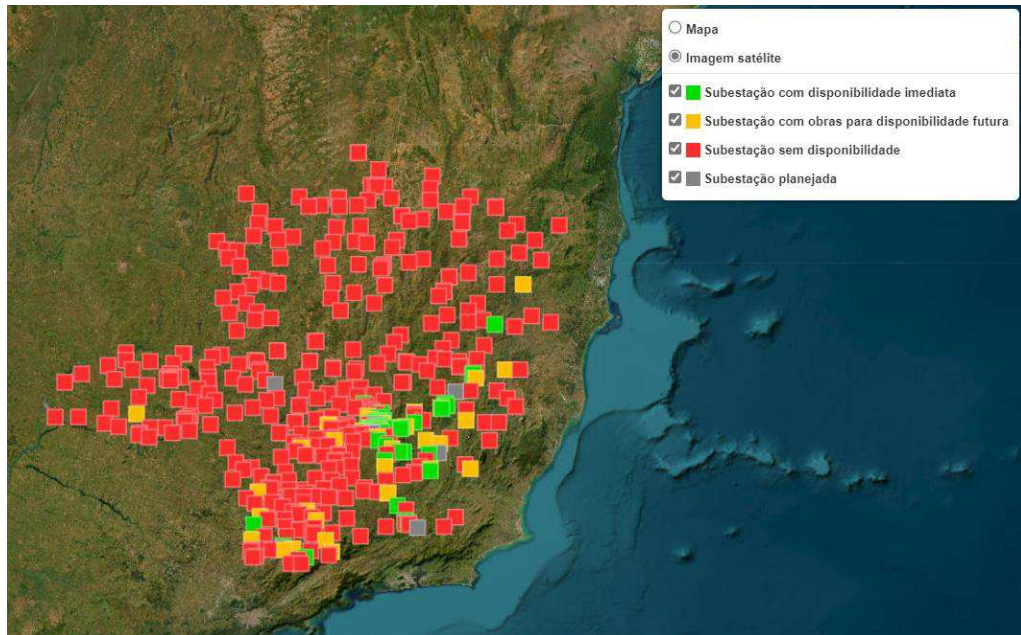 Mapa
Imagem satélite
Subestação com disponibilidade imediata
Subestação com obras para disponibilidade futura
Subestação sem disponibilidade
Subestação planejada